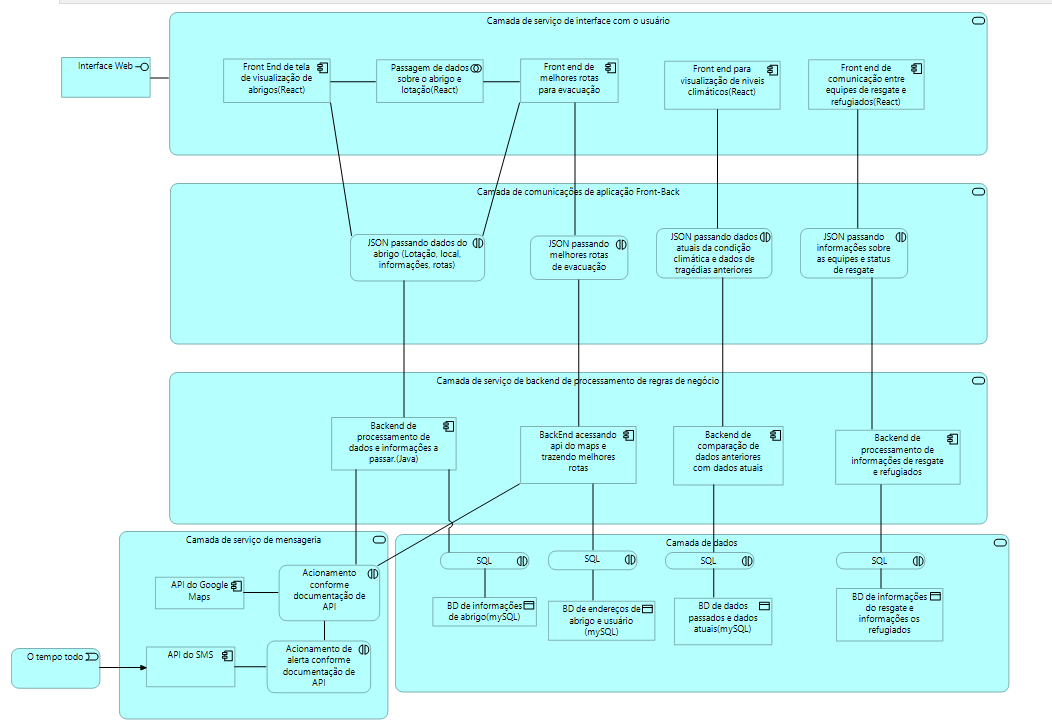 Camada de serviço de interface com o usuário
Interface Web
Front End de tela
de visualização de
abrigos(React)
Passagem de dados
sobre o abrigo e
lotação(React)
Front end de
melhores rotas
para evacuação
Front end para
visualização de niveis
climáticos(React)
Front end de
comunicação entre
equipes de resgate e
refugiados(React)
Camada de comunicações de aplicação Front-Back
JSON passando dados do
abrigo (Lotação, local,
informações, rotas)
JSON passando
melhores rotas
de evacuação
JSON passando dados
atuais da condição
climática e dados de
tragédias anteriores
JSON passando
informações sobre
as equipes e status
de resgate
Camada de serviço de backend de processamento de regras de negócio
Backend de
processamento de
dados e informações a
passar.(Java)
BackEnd acessando
api do maps e
trazendo melhores
rotas
Backend de
comparação de
dados anteriores
com dados atuais
Backend de
processamento de
informações de resgate
e refugiados
Camada de serviço de mensageria
API do Google
Maps
Acionamento
conforme
documentação de
API
O tempo todo
API do SMS
Acionamento de
alerta conforme
documentação de
API
Camada de dados
SQL
SQL
SQL
SQL
BD de informações
de abrigo(mySQL)
BD de endereços de
abrigo e usuário
(mySQL)
BD de dados
passados e dados
atuais(mySQL)
BD de informações
do resgate e
informações os
refugiados